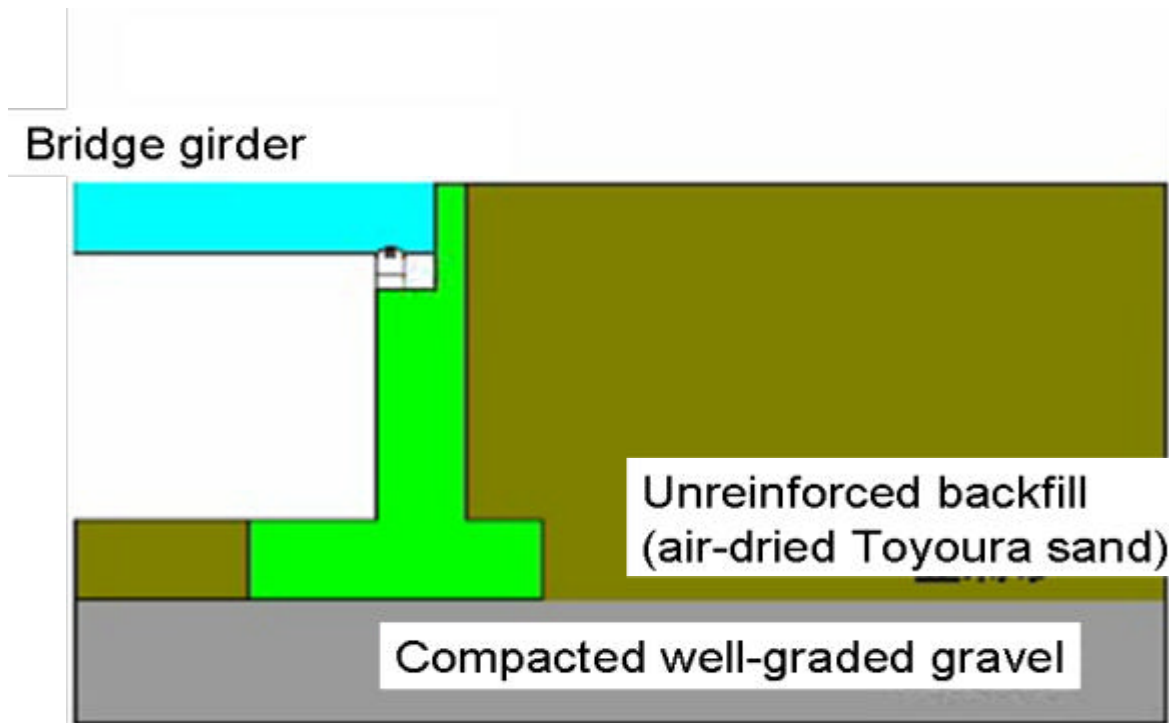 Bridge girder
Unreinforced backfill
(air-dried Toyoura sand)
Compacted well-graded gravel